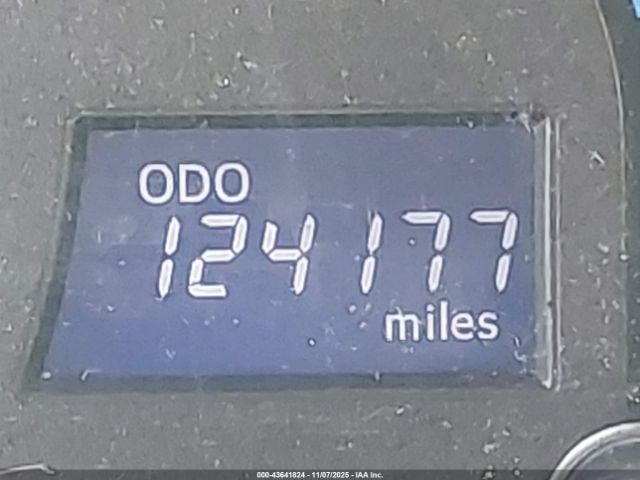 ODO
124177
miles
000-43641824 - 11/07/2025 - IAA Inc.